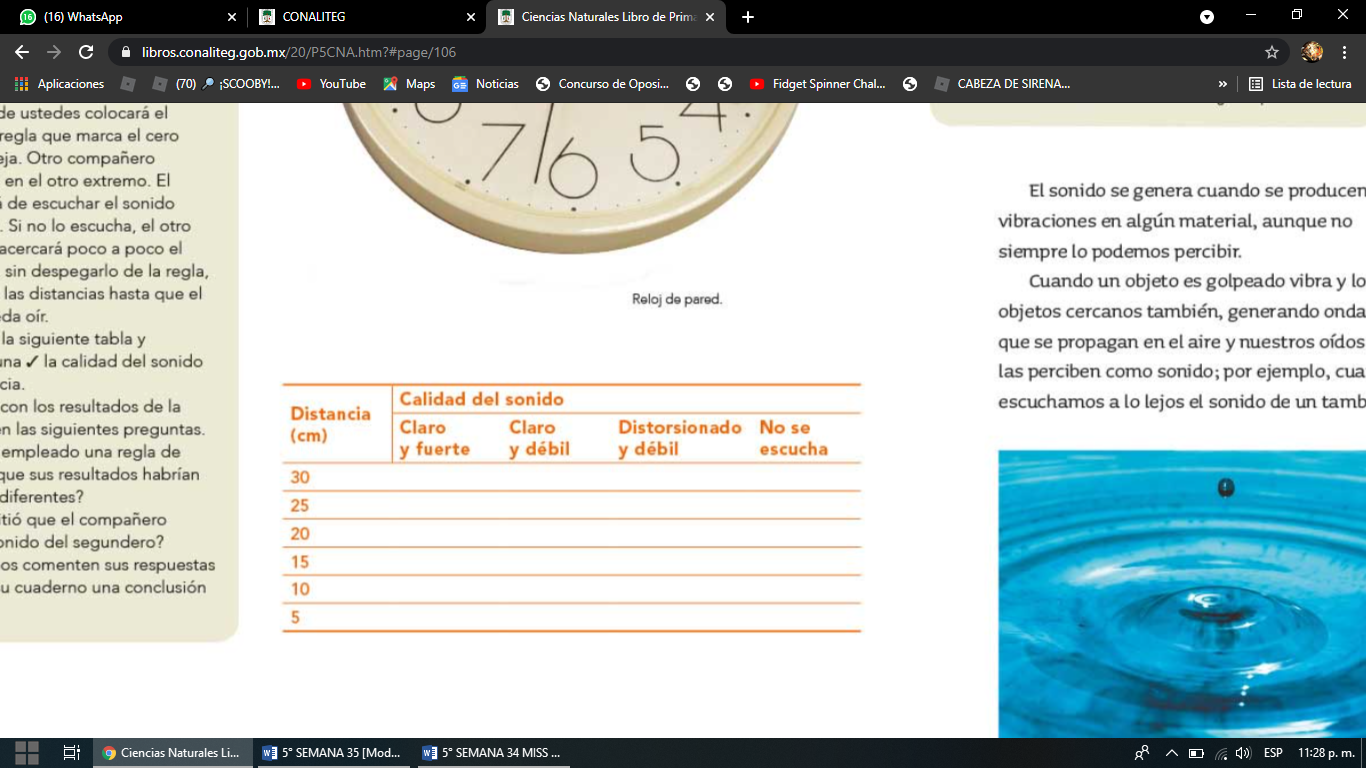 (16) WhatsApp
CONALITEG
Ciencias Naturales Libro de Prima
libros.conaliteg.gob.mx/20/P5CNA.htm?#page/106
Aplicaciones
(70) 🔎 ¡SCOOBY!...
YouTube
Maps
Noticias
Concurso de Oposi...
Fidget Spinner Chal...
CABEZA DE SIRENA...
»
Lista de lectura
de ustedes colocará el
regla que marca el cero
eja. Otro compañero
en el otro extremo. El
á de escuchar el sonido
. Si no lo escucha, el otro
acercará poco a poco el
sin despegarlo de la regla,
las distancias hasta que el
eda oír.
la siguiente tabla y
una ✓ la calidad del sonido
cia.
con los resultados de la
en las siguientes preguntas.
empleado una regla de
que sus resultados habrían
diferentes?
itió que el compañero
onido del segundero?
os comenten sus respuestas
u cuaderno una conclusión
7 6 5 4
Reloj de pared.
Distancia (cm)
Calidad del sonido
Claro y fuerte
Claro y débil
Distorsionado y débil
No se escucha
30
25
20
15
10
5
El sonido se genera cuando se producen
vibraciones en algún material, aunque no
siempre lo podemos percibir.
Cuando un objeto es golpeado vibra y lo
objetos cercanos también, generando onda
que se propagan en el aire y nuestros oídos
las perciben como sonido; por ejemplo, cua
escuchamos a lo lejos el sonido de un tamb
Ciencias Naturales Li...
5° SEMANA 35 [Mod...
5° SEMANA 34 MISS ...
ESP
11:28 p. m.